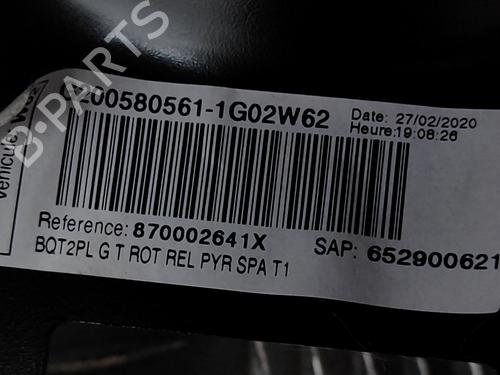 200580561-1G02W62
Date: 27/02/2020
Heure:19:08:26
Vehicule:
Reference: 870002641X
SAP: 652900621
BQT2PL G T ROT REL PYR SPA T1
B-PARTS